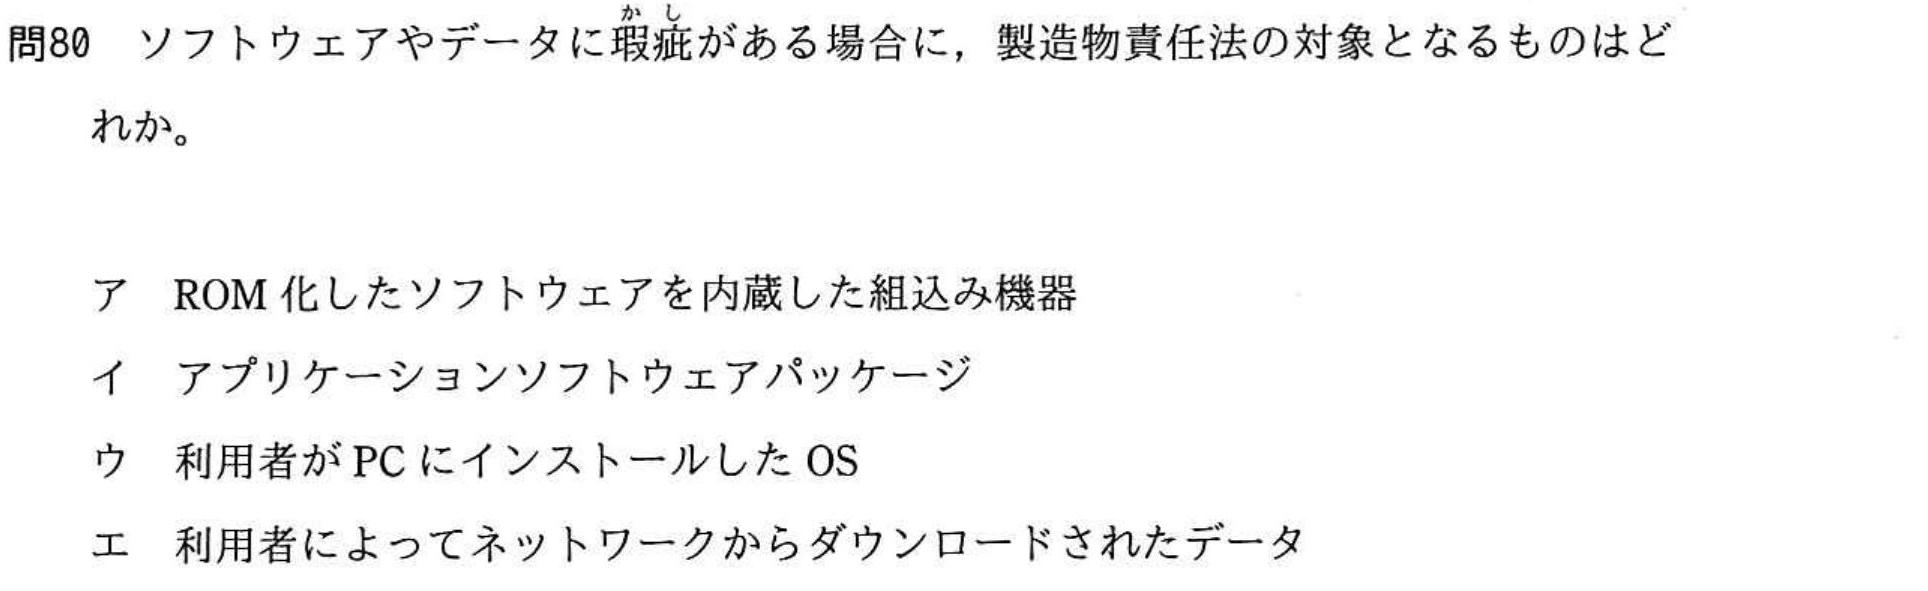 問80 ソフトウェアやデータに瑕疵がある場合に，製造物責任法の対象となるものはど
れか。
ア ROM 化したソフトウェアを内蔵した組込み機器
イ アプリケーションソフトウェアパッケージ
ウ 利用者が PC にインストールした OS
エ 利用者によってネットワークからダウンロードされたデータ